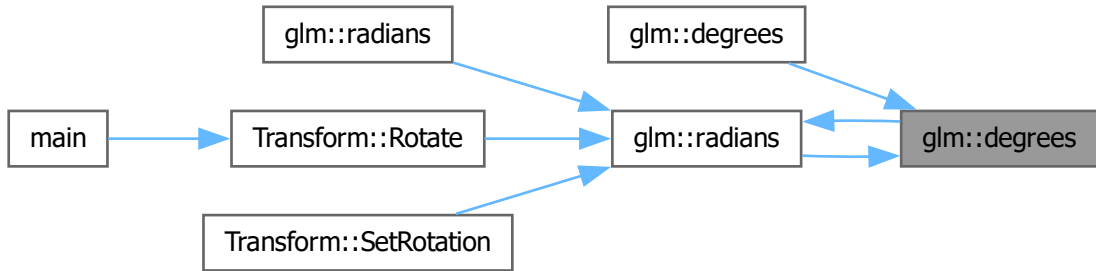 glm::radians
glm::degrees
main
Transform::Rotate
glm::radians
glm::degrees
Transform::SetRotation